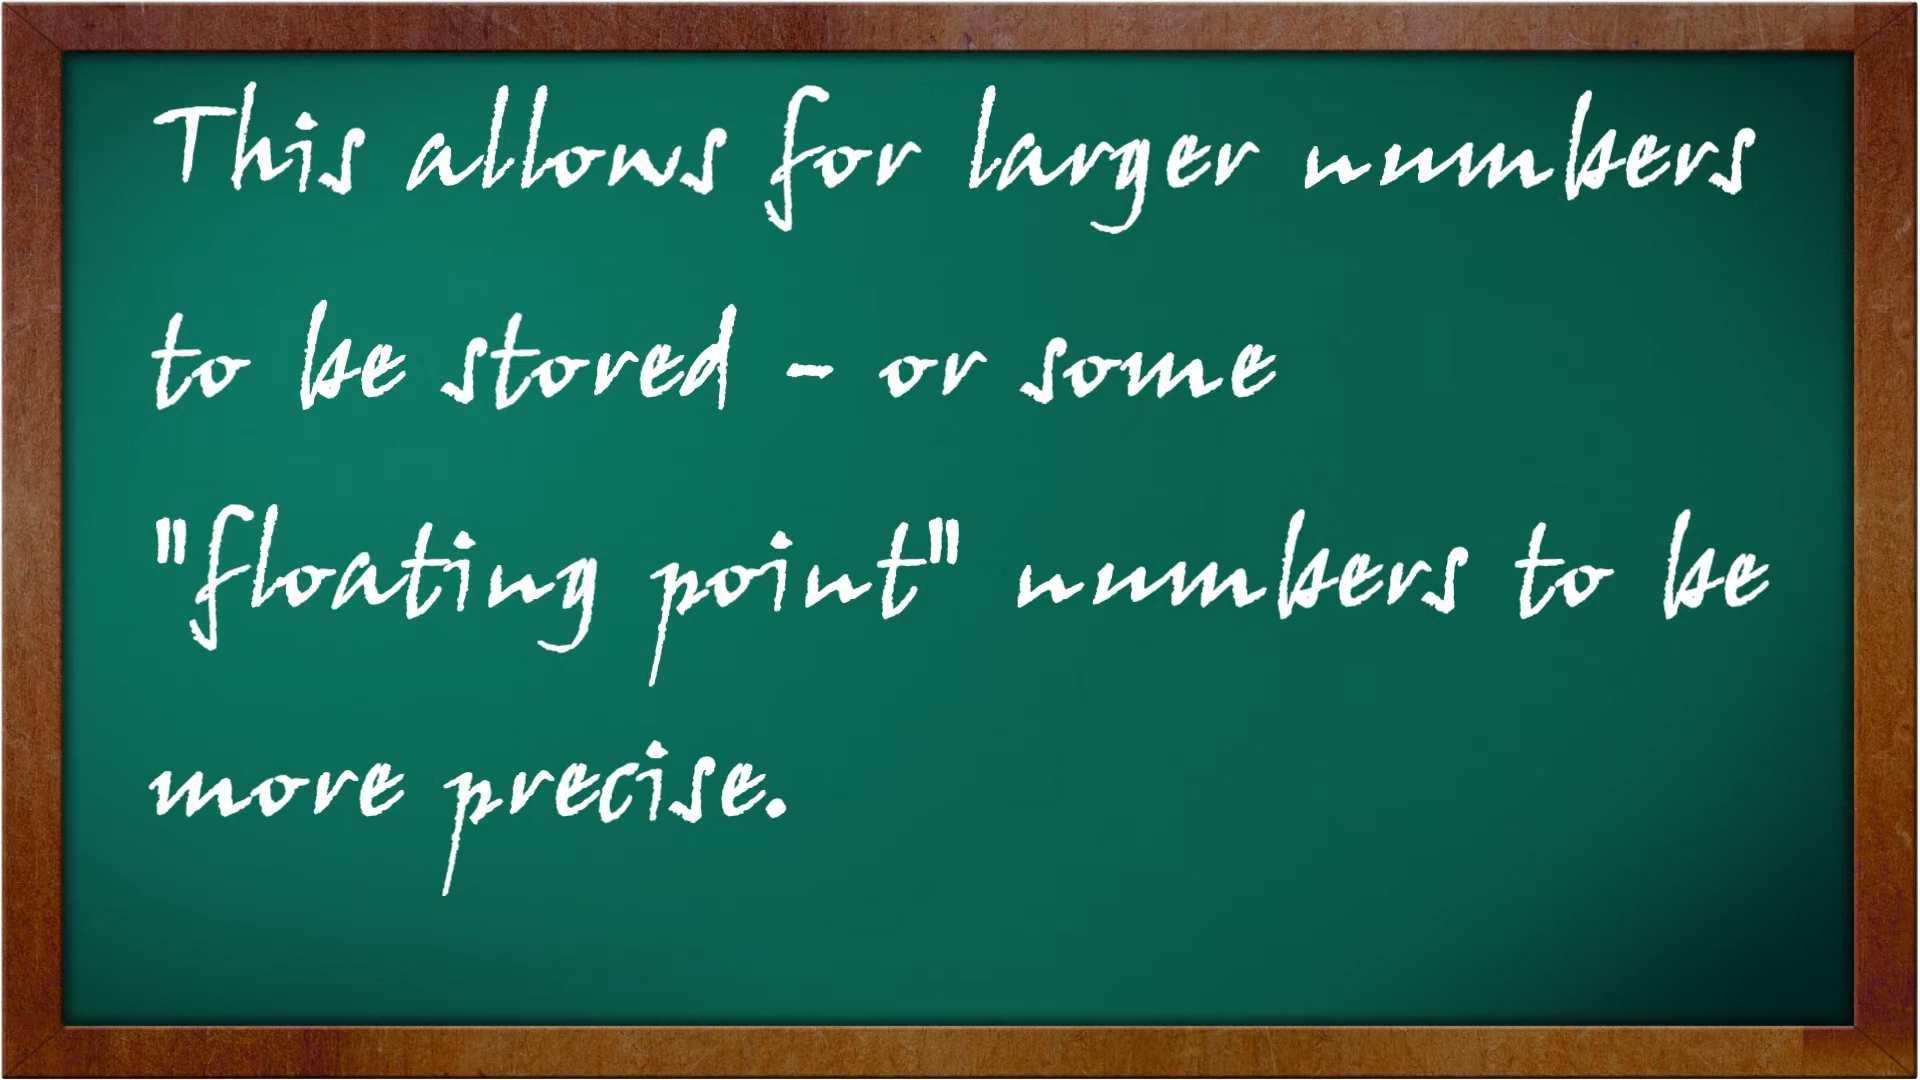 This allows for larger numbers
to be stored - or some
"floating point" numbers to be
more precise.